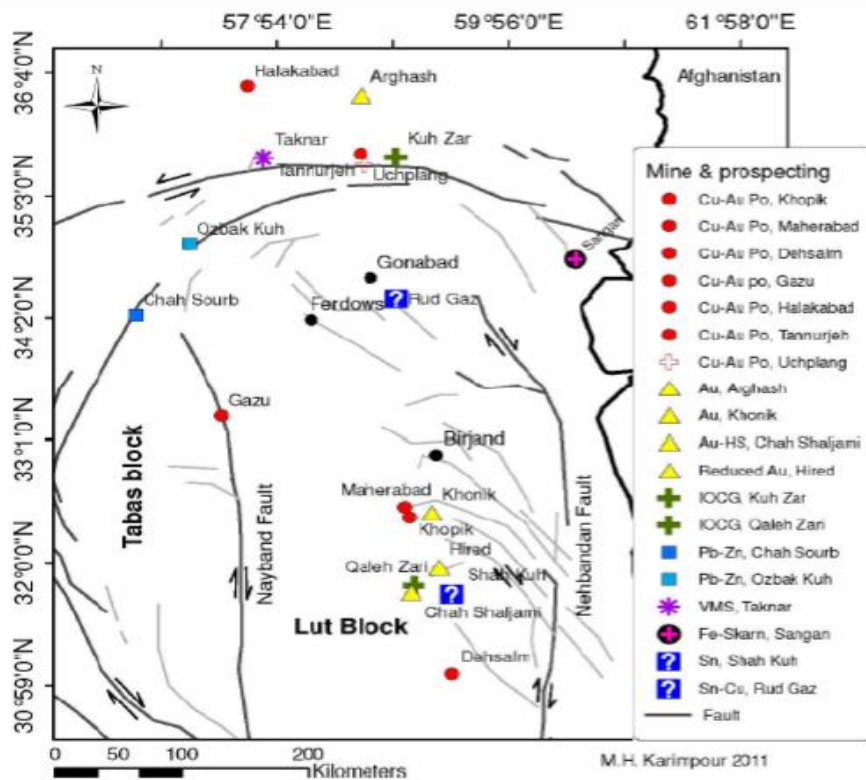 57°54'0"E 59°56'0"E 61°58'0"E
36°4'0"N
35°3'0"N
34°2'0"N
33°1'0"N
32°0'0"N
30°59'0"N
N
Halakabad
Arghash
Afghanistan
Taknar
Kuh Zar
Tannurjeh
Uchplang
Ozbak Kuh
Sangan
Gonabad
Chah Sourb
Ferdows
Rud Gaz
Gazu
Birjand
Tabas block
Nayband Fault
Maherabad
Khonik
Khopik
Hired
Qaleh Zari
Shah Kuh
Chah Shaljami
Nehbandan Fault
Lut Block
Dehsalm
Mine & prospecting
Cu-Au Po, Khopik
Cu-Au Po, Maherabad
Cu-Au Po, Dehsalm
Cu-Au po, Gazu
Cu-Au Po, Halakabad
Cu-Au Po, Tannurjeh
Cu-Au Po, Uchplang
Au, Arghash
Au, Khonik
Au-HS, Chah Shaljami
Reduced Au, Hired
IOCG, Kuh Zar
IOCG, Qaleh Zari
Pb-Zn, Chah Sourb
Pb-Zn, Ozbak Kuh
VMS, Taknar
Fe-Skarn, Sangan
? Sn, Shah Kuh
? Sn-Cu, Rud Gaz
Fault
0 50 100 200
Kilometers
M.H. Karimpour 2011